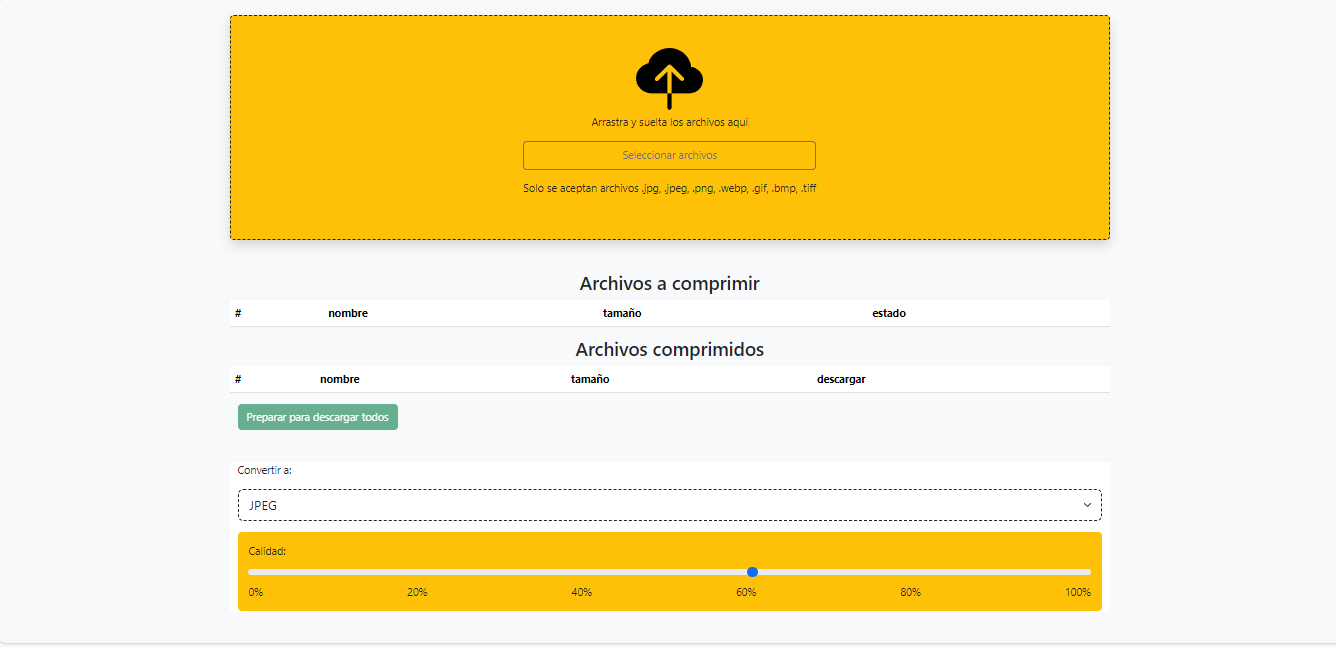 Arrastra y suelta los archivos aquí
Seleccionar archivos
Solo se aceptan archivos .jpg, .jpeg, .png, .webp, .gif, .bmp, .tiff
Archivos a comprimir
# nombre tamaño estado
Archivos comprimidos
# nombre tamaño descargar
Preparar para descargar todos
Convertir a:
JPEG
Calidad:
0% 20% 40% 60% 80% 100%